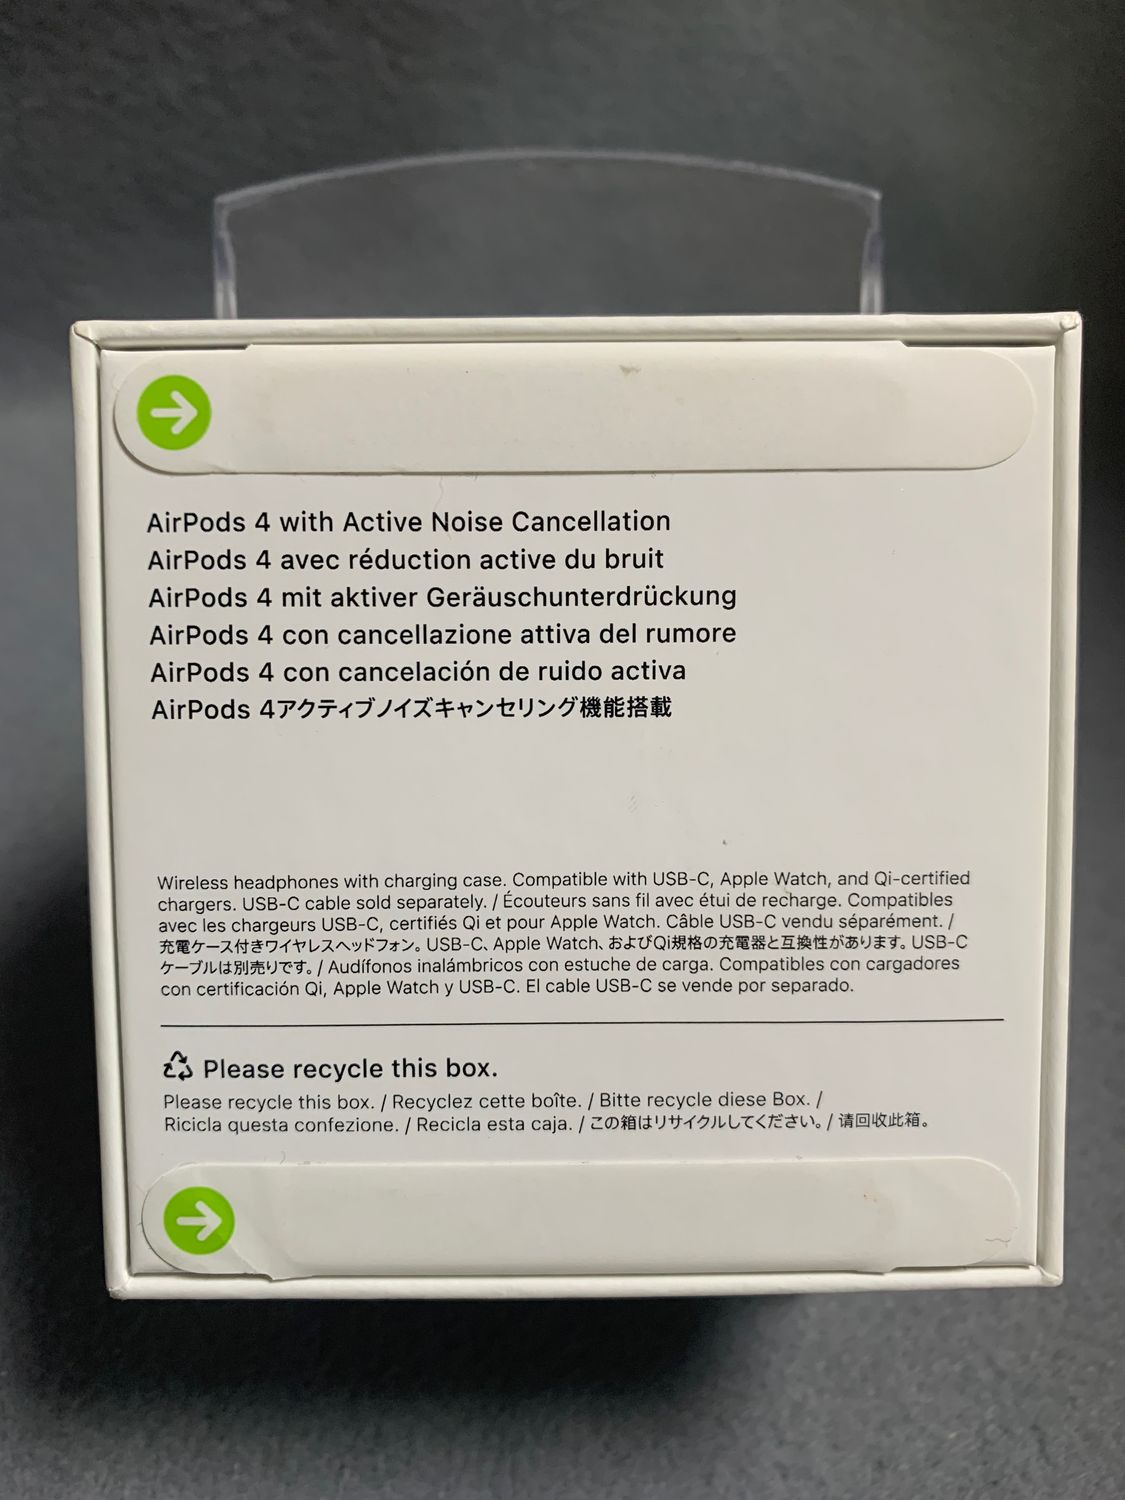 AirPods 4 with Active Noise Cancellation
AirPods 4 avec réduction active du bruit
AirPods 4 mit aktiver Geräuschunterdrückung
AirPods 4 con cancellazione attiva del rumore
AirPods 4 con cancelación de ruido activa
AirPods 4アクティブノイズキャンセリング機能搭載
Wireless headphones with charging case. Compatible with USB-C, Apple Watch, and Qi-certified
chargers. USB-C cable sold separately. / Écouteurs sans fil avec étui de recharge. Compatibles
avec les chargeurs USB-C, certifiés Qi et pour Apple Watch. Câble USB-C vendu séparément. /
充電ケース付きワイヤレスヘッドフォン。USB-C、Apple Watch、およびQi規格の充電器と互換性があります。USB-C
ケーブルは別売りです。/ Audífonos inalámbricos con estuche de carga. Compatibles con cargadores
con certificación Qi, Apple Watch y USB-C. El cable USB-C se vende por separado.
Please recycle this box.
Please recycle this box. / Recyclez cette boîte. / Bitte recycle diese Box. /
Ricicla questa confezione. / Recicla esta caja. / この箱はリサイクルしてください。/ 请回收此箱。